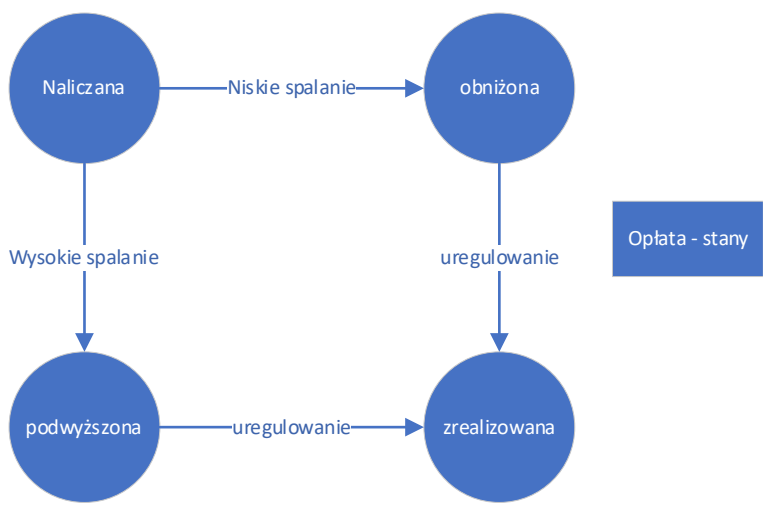 Naliczana
Niskie spalanie
obniżona
Opłata - stany
Wysokie spalanie
uregulowanie
podwyższona
uregulowanie
zrealizowana